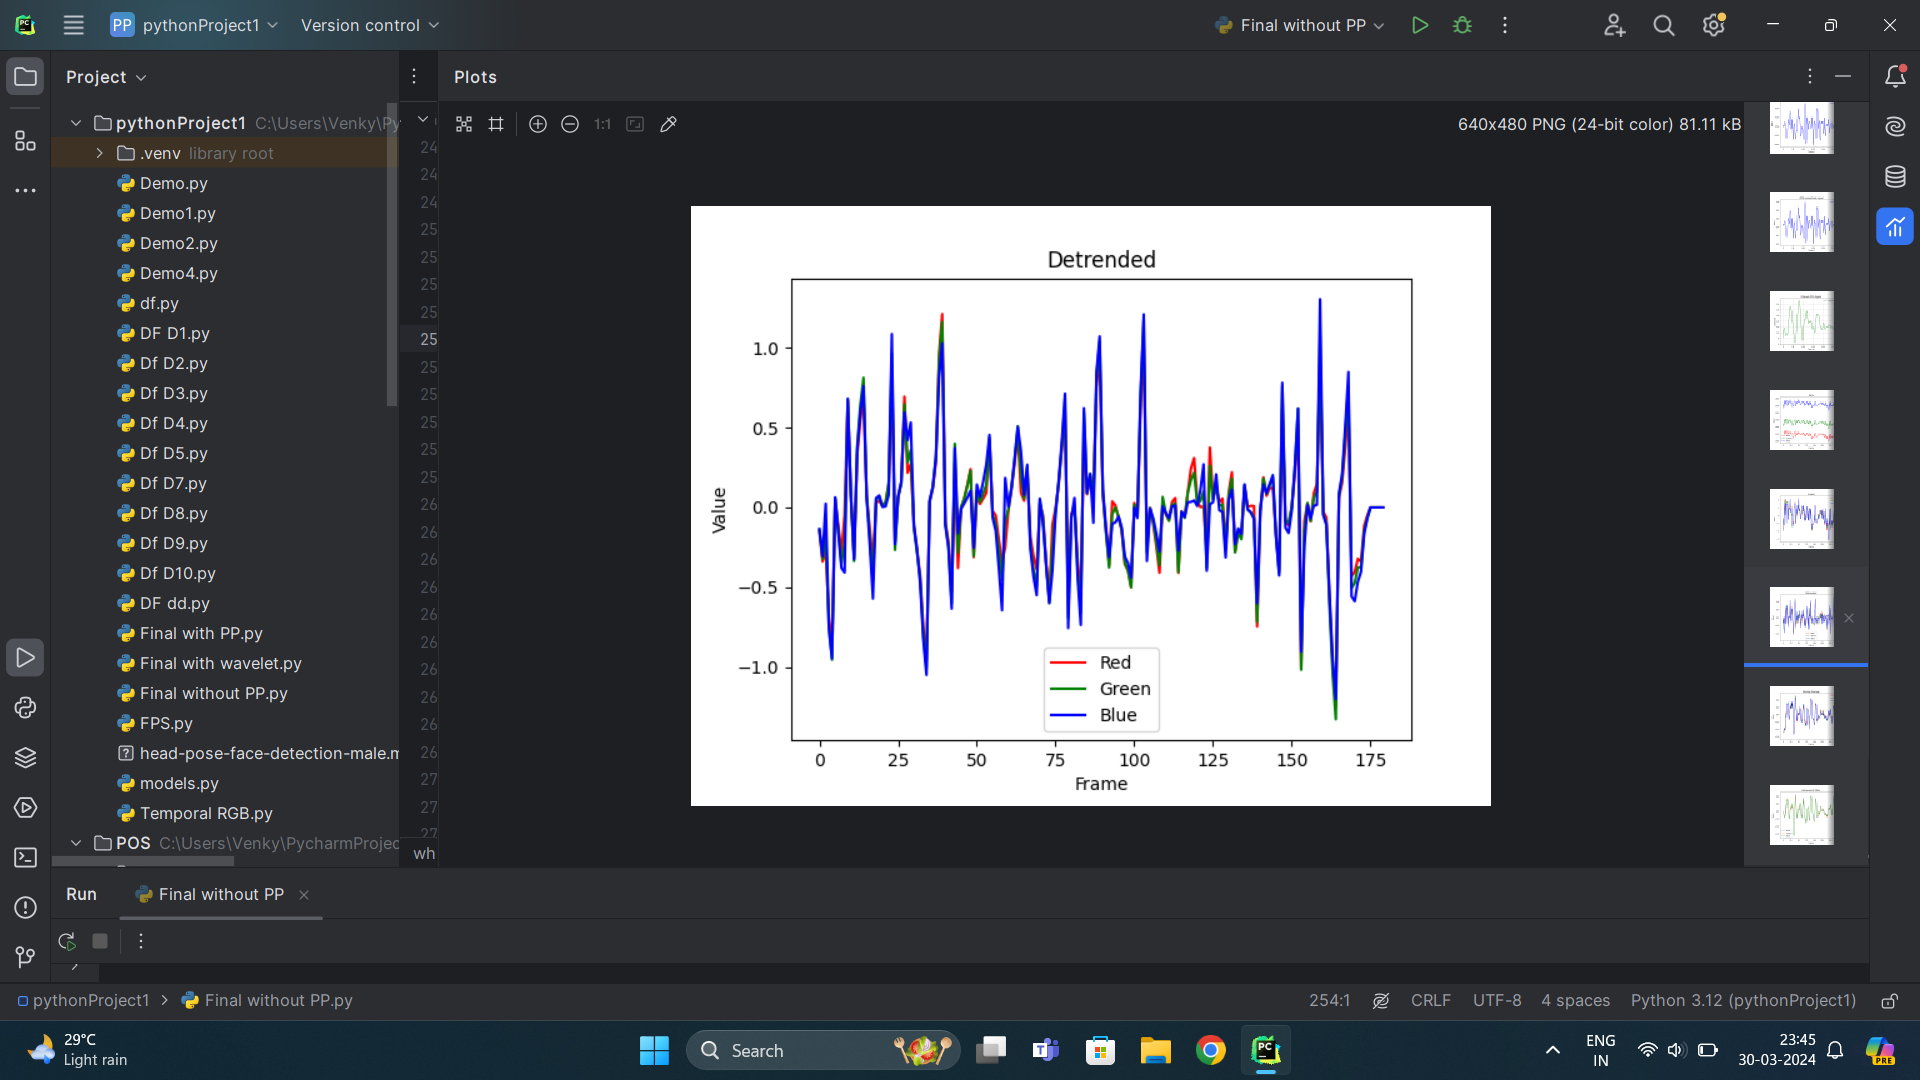 PP pythonProject1 Version control Final without PP
Project Plots
pythonProject1 C:\Users\Venky\Py
1:1 640x480 PNG (24-bit color) 81.11 kB
.venv library root
Demo.py
Demo1.py
Demo2.py
Demo4.py
df.py
DF D1.py
Df D2.py
Df D3.py
Df D4.py
Df D5.py
Df D7.py
Df D8.py
Df D9.py
Df D10.py
DF dd.py
Final with PP.py
Final with wavelet.py
Final without PP.py
FPS.py
head-pose-face-detection-male.m
models.py
Temporal RGB.py
POS C:\Users\Venky\PycharmProjec
24
24
24
25
25
25
25
25
25
25
25
25
25
26
26
26
26
26
26
26
26
26
26
27
27
27
wh
Detrended
Value
1.0
0.5
0.0
−0.5
−1.0
Red
Green
Blue
0 25 50 75 100 125 150 175
Frame
Run Final without PP
pythonProject1 > Final without PP.py 254:1 CRLF UTF-8 4 spaces Python 3.12 (pythonProject1)
29°C
Light rain
Search
ENG
IN
23:45
30-03-2024
PRE